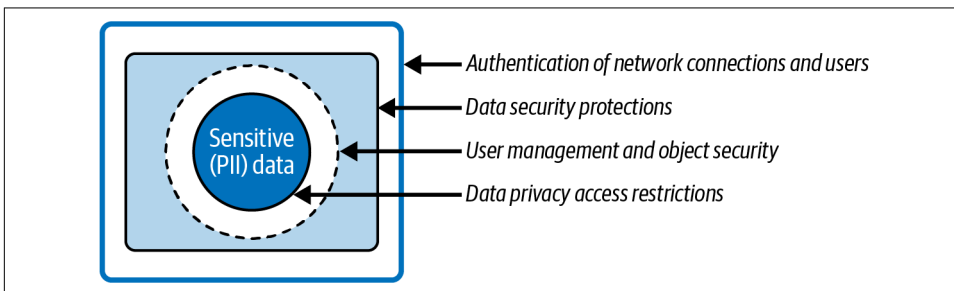 Authentication of network connections and users
Data security protections
Sensitive
(PII) data
User management and object security
Data privacy access restrictions